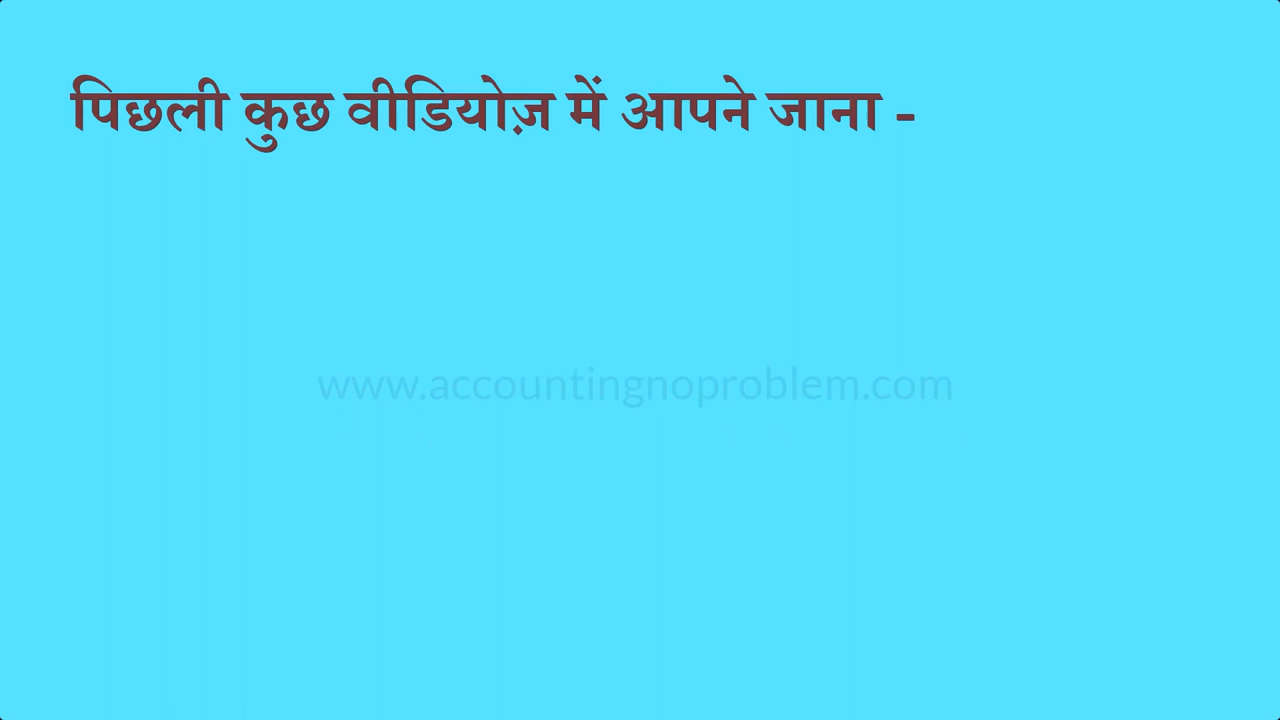 पिछली कुछ वीडियोज़ में आपने जाना -
www.accountingnoproblem.com